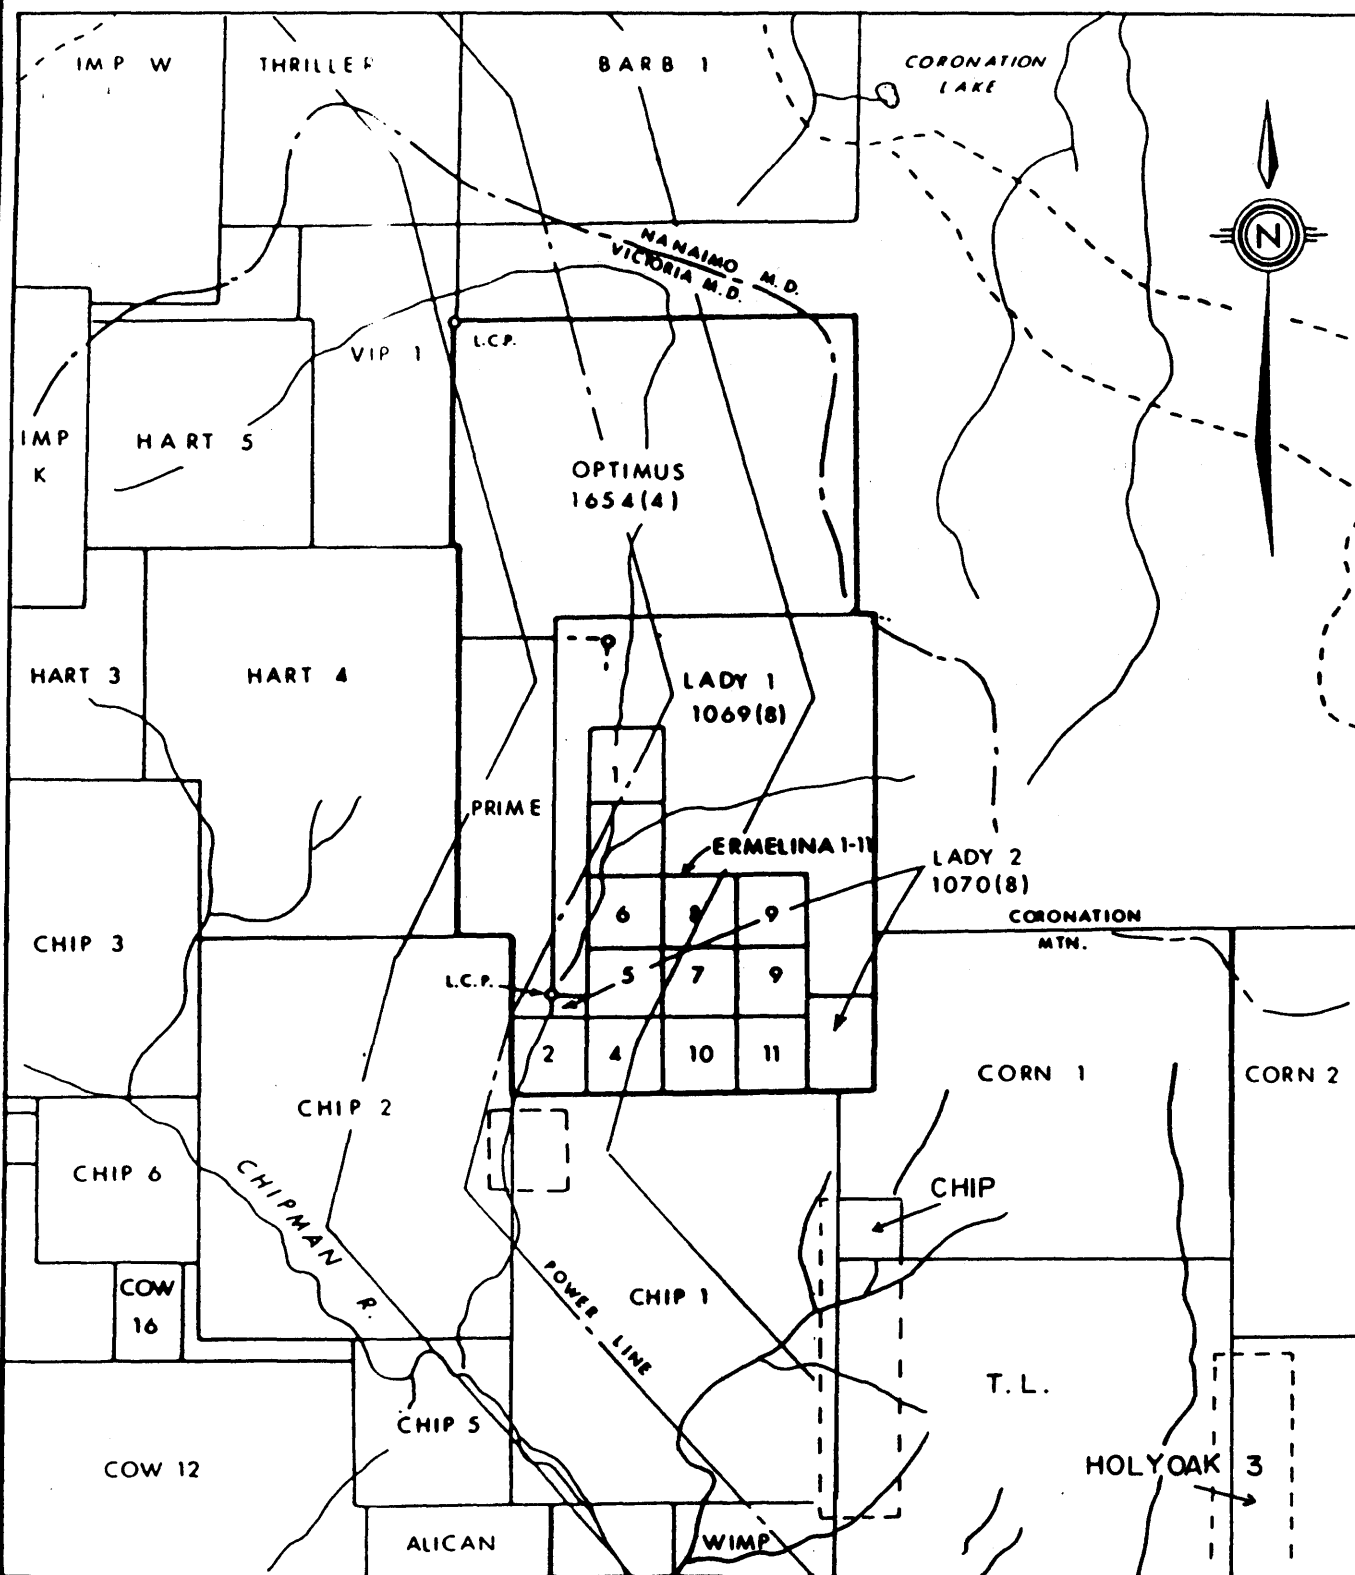 IMP W
THRILLER
BARB 1
CORONATION
LAKE
N
NANAIMO M.D.
VICTORIA M.D.
L.C.P.
VIP 1
IMP
K
HART 5
OPTIMUS
1654(4)
HART 3
HART 4
LADY 1
1069(8)
1
PRIME
ERMELINA 1-11
LADY 2
1070(8)
6
8
9
CORONATION
MTN.
CHIP 3
L.C.P.
5
7
9
2
4
10
11
CORN 1
CORN 2
CHIP 2
CHIP 6
CHIPMAN R.
CHIP
COW
16
POWER LINE
CHIP 1
T.L.
CHIP 5
COW 12
HOLYOAK 3
ALICAN
WIMP